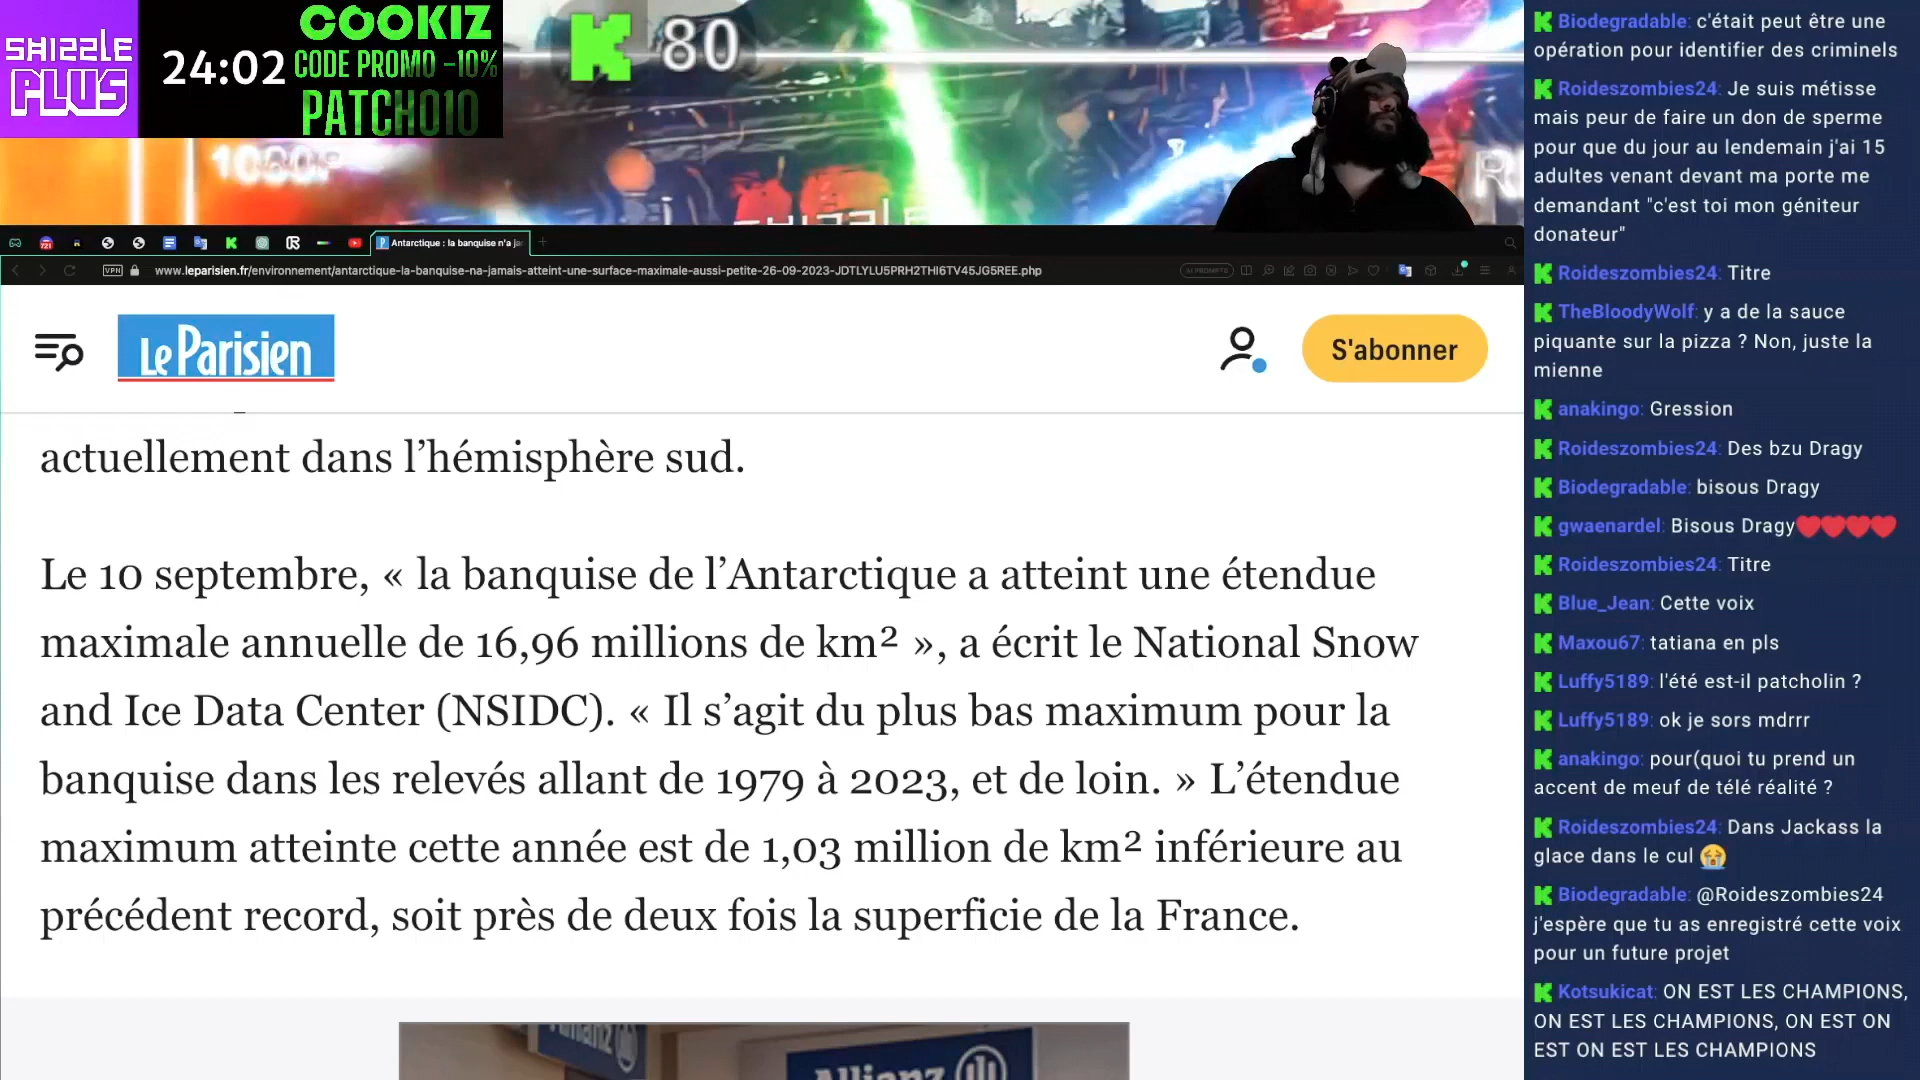 SHIZZLE
PLUS
24:02
COOKIZ
CODE PROMO -10%
PATCHO10
80
Antarctique : la banquise n'a ja
VPN
www.leparisien.fr/environnement/antarctique-la-banquise-na-jamais-atteint-une-surface-maximale-aussi-petite-26-09-2023-JDTLYLU5PRH2THI6TV45JG5REE.php
AI PROMPTS
Le Parisien
S'abonner
actuellement dans l’hémisphère sud.
Le 10 septembre, « la banquise de l’Antarctique a atteint une étendue
maximale annuelle de 16,96 millions de km² », a écrit le National Snow
and Ice Data Center (NSIDC). « Il s’agit du plus bas maximum pour la
banquise dans les relevés allant de 1979 à 2023, et de loin. » L’étendue
maximum atteinte cette année est de 1,03 million de km² inférieure au
précédent record, soit près de deux fois la superficie de la France.
Allianz
Allianz
Biodegradable: c'était peut être une
opération pour identifier des criminels
Roideszombies24: Je suis métisse
mais peur de faire un don de sperme
pour que du jour au lendemain j'ai 15
adultes venant devant ma porte me
demandant "c'est toi mon géniteur
donateur"
Roideszombies24: Titre
TheBloodyWolf: y a de la sauce
piquante sur la pizza ? Non, juste la
mienne
anakingo: Gression
Roideszombies24: Des bzu Dragy
Biodegradable: bisous Dragy
gwaenardel: Bisous Dragy❤️❤️❤️❤️
Roideszombies24: Titre
Blue_Jean: Cette voix
Maxou67: tatiana en pls
Luffy5189: l'été est-il patcholin ?
Luffy5189: ok je sors mdrrr
anakingo: pour(quoi tu prend un
accent de meuf de télé réalité ?
Roideszombies24: Dans Jackass la
glace dans le cul 😭
Biodegradable: @Roideszombies24
j'espère que tu as enregistré cette voix
pour un future projet
Kotsukicat: ON EST LES CHAMPIONS,
ON EST LES CHAMPIONS, ON EST ON
EST ON EST LES CHAMPIONS